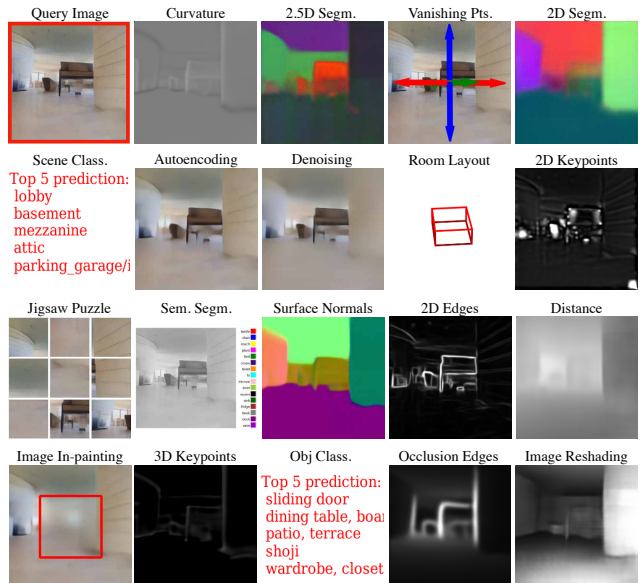 Query Image
Curvature
2.5D Segm.
Vanishing Pts.
2D Segm.
Scene Class.
Autoencoding
Denoising
Room Layout
2D Keypoints
Top 5 prediction:
lobby
basement
mezzanine
attic
parking_garage/i
Jigsaw Puzzle
Sem. Segm.
Surface Normals
2D Edges
Distance
Image In-painting
3D Keypoints
Obj Class.
Occlusion Edges
Image Reshading
Top 5 prediction:
sliding door
dining table, boar
patio, terrace
shoji
wardrobe, closet